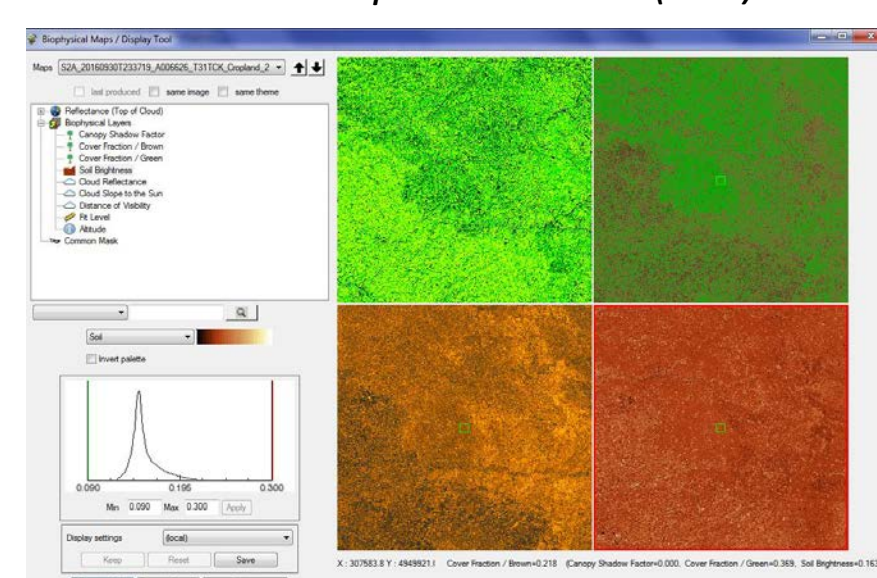 Biophysical Maps / Display Tool
Maps S2A_20160930T233719_A006626_T31TCK_Cropland_2
last produced same image same theme
Reflectance (Top of Cloud)
Biophysical Layers
Canopy Shadow Factor
Cover Fraction / Brown
Cover Fraction / Green
Soil Brightness
Cloud Reflectance
Cloud Slope to the Sun
Distance of Visibility
Fit Level
Altitude
Common Mask
Soil
Invert palette
0.090 0.195 0.300
Min 0.090 Max 0.300 Apply
Display settings (local)
Keep Reset Save
X : 307583.8 Y : 4949921.1 Cover Fraction / Brown=0.218 (Canopy Shadow Factor=0.000, Cover Fraction / Green=0.369, Soil Brightness=0.163